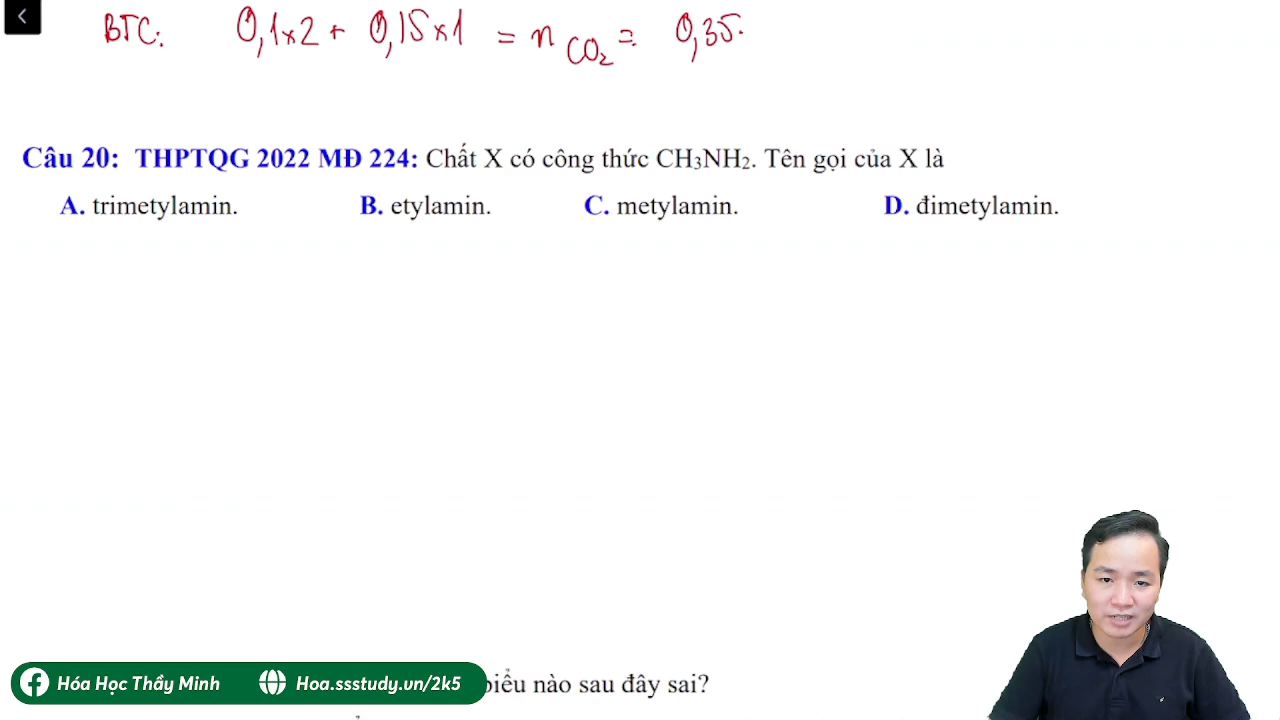 BTC: 0,1x2 + 0,15x1 = nCO₂ = 0,35.
Câu 20: THPTQG 2022 MĐ 224: Chất X có công thức CH₃NH₂. Tên gọi của X là
A. trimetylamin. B. etylamin. C. metylamin. D. đimetylamin.
Hóa Học Thầy Minh Hoa.ssstudy.vn/2k5 biểu nào sau đây sai?